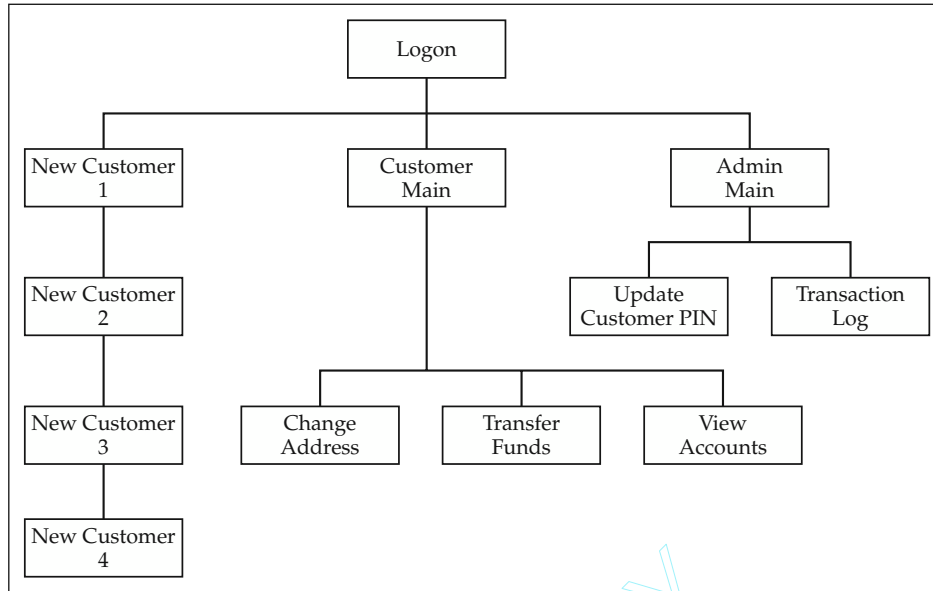 Logon
New Customer
1
Customer
Main
Admin
Main
New Customer
2
Update
Customer PIN
Transaction
Log
New Customer
3
Change
Address
Transfer
Funds
View
Accounts
New Customer
4